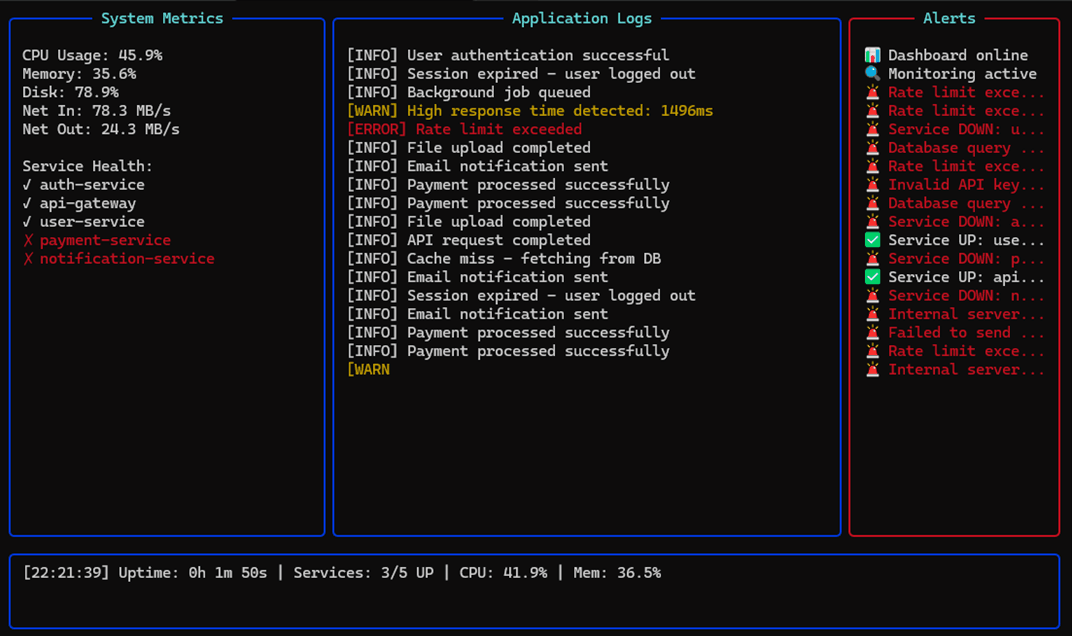 System Metrics
CPU Usage: 45.9%
Memory: 35.6%
Disk: 78.9%
Net In: 78.3 MB/s
Net Out: 24.3 MB/s
Service Health:
✓ auth-service
✓ api-gateway
✓ user-service
✗ payment-service
✗ notification-service
Application Logs
[INFO] User authentication successful
[INFO] Session expired - user logged out
[INFO] Background job queued
[WARN] High response time detected: 1496ms
[ERROR] Rate limit exceeded
[INFO] File upload completed
[INFO] Email notification sent
[INFO] Payment processed successfully
[INFO] Payment processed successfully
[INFO] File upload completed
[INFO] API request completed
[INFO] Cache miss - fetching from DB
[INFO] Email notification sent
[INFO] Session expired - user logged out
[INFO] Email notification sent
[INFO] Payment processed successfully
[INFO] Payment processed successfully
[WARN
Alerts
📊 Dashboard online
🔍 Monitoring active
🚨 Rate limit exce...
🚨 Rate limit exce...
🚨 Service DOWN: u...
🚨 Database query ...
🚨 Rate limit exce...
🚨 Invalid API key...
🚨 Database query ...
🚨 Service DOWN: a...
✅ Service UP: use...
🚨 Service DOWN: p...
✅ Service UP: api...
🚨 Service DOWN: n...
🚨 Internal server...
🚨 Failed to send ...
🚨 Rate limit exce...
🚨 Internal server...
[22:21:39] Uptime: 0h 1m 50s | Services: 3/5 UP | CPU: 41.9% | Mem: 36.5%